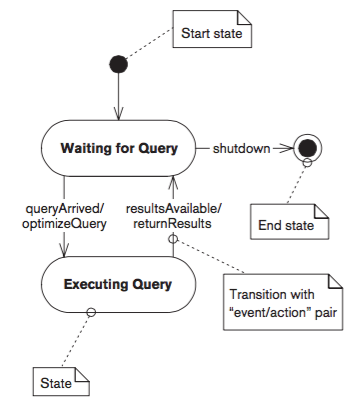 Start state
Waiting for Query
shutdown
queryArrived/
optimizeQuery
resultsAvailable/
returnResults
End state
Executing Query
Transition with
“event/action” pair
State